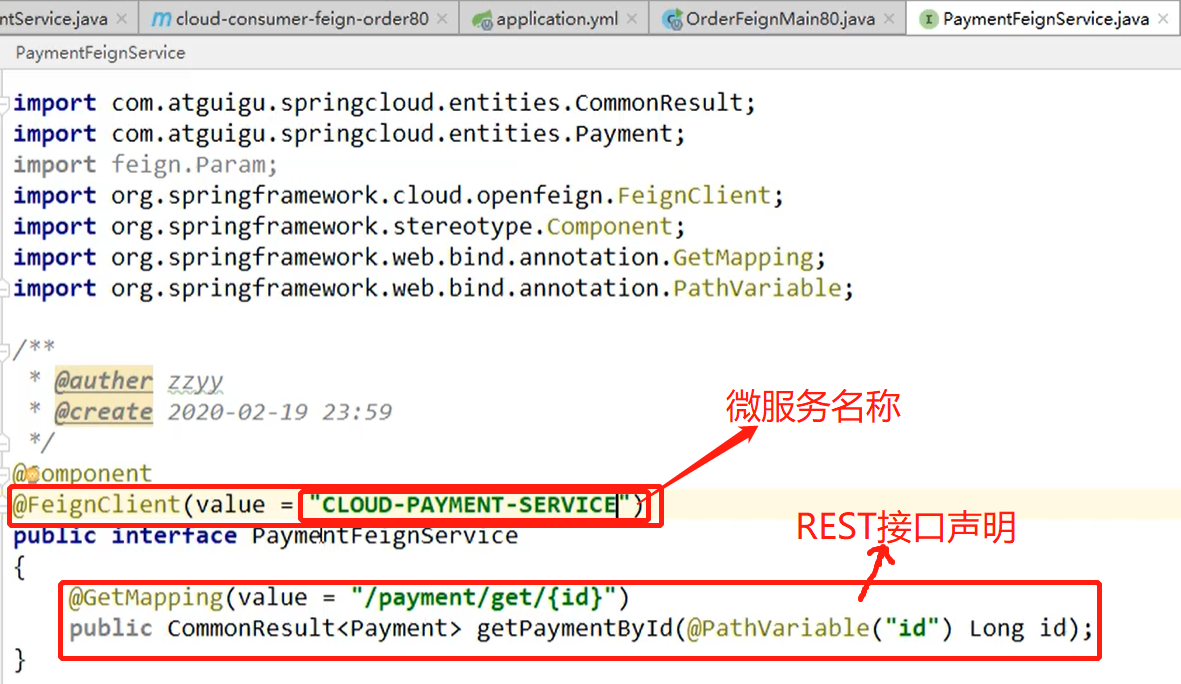 ntService.java × m cloud-consumer-feign-order80 × application.yml × OrderFeignMain80.java × I PaymentFeignService.java ×
PaymentFeignService
import com.atguigu.springcloud.entities.CommonResult;
import com.atguigu.springcloud.entities.Payment;
import feign.Param;
import org.springframework.cloud.openfeign.FeignClient;
import org.springframework.stereotype.Component;
import org.springframework.web.bind.annotation.GetMapping;
import org.springframework.web.bind.annotation.PathVariable;
/**
* @auther zzyy
* @create 2020-02-19 23:59
*/
微服务名称
@Component
@FeignClient(value = "CLOUD-PAYMENT-SERVICE")
public interface PaymentFeignService
REST接口声明
{
@GetMapping(value = "/payment/get/{id}")
public CommonResult<Payment> getPaymentById(@PathVariable("id") Long id);
}